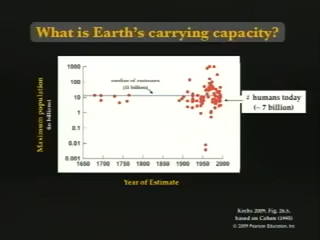 What is Earth's carrying capacity?
Maximum population
(in billions)
1000
100
10
1
0.1
0.01
0.001
median of estimates
(12 billion)
# humans today
(~ 7 billion)
1650 1700 1750 1800 1850 1900 1950 2000
Year of Estimate
Krebs 2009, Fig. 26.5,
based on Cohen (1995)
© 2009 Pearson Education, Inc